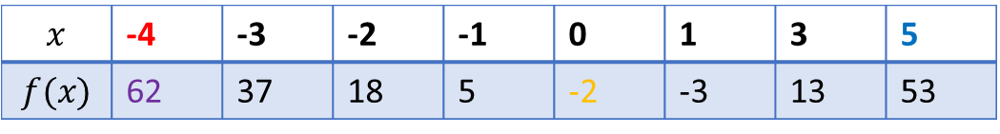 x -4 -3 -2 -1 0 1 3 5
f(x) 62 37 18 5 -2 -3 13 53